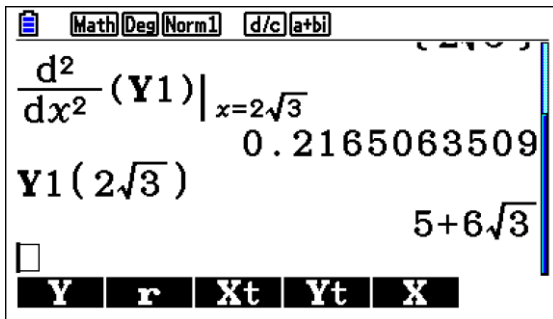 Math Deg Norm1 d/c a+bi
d²/dx² (Y1)|x=2√3
0.2165063509
Y1(2√3)
5+6√3
Y r Xt Yt X